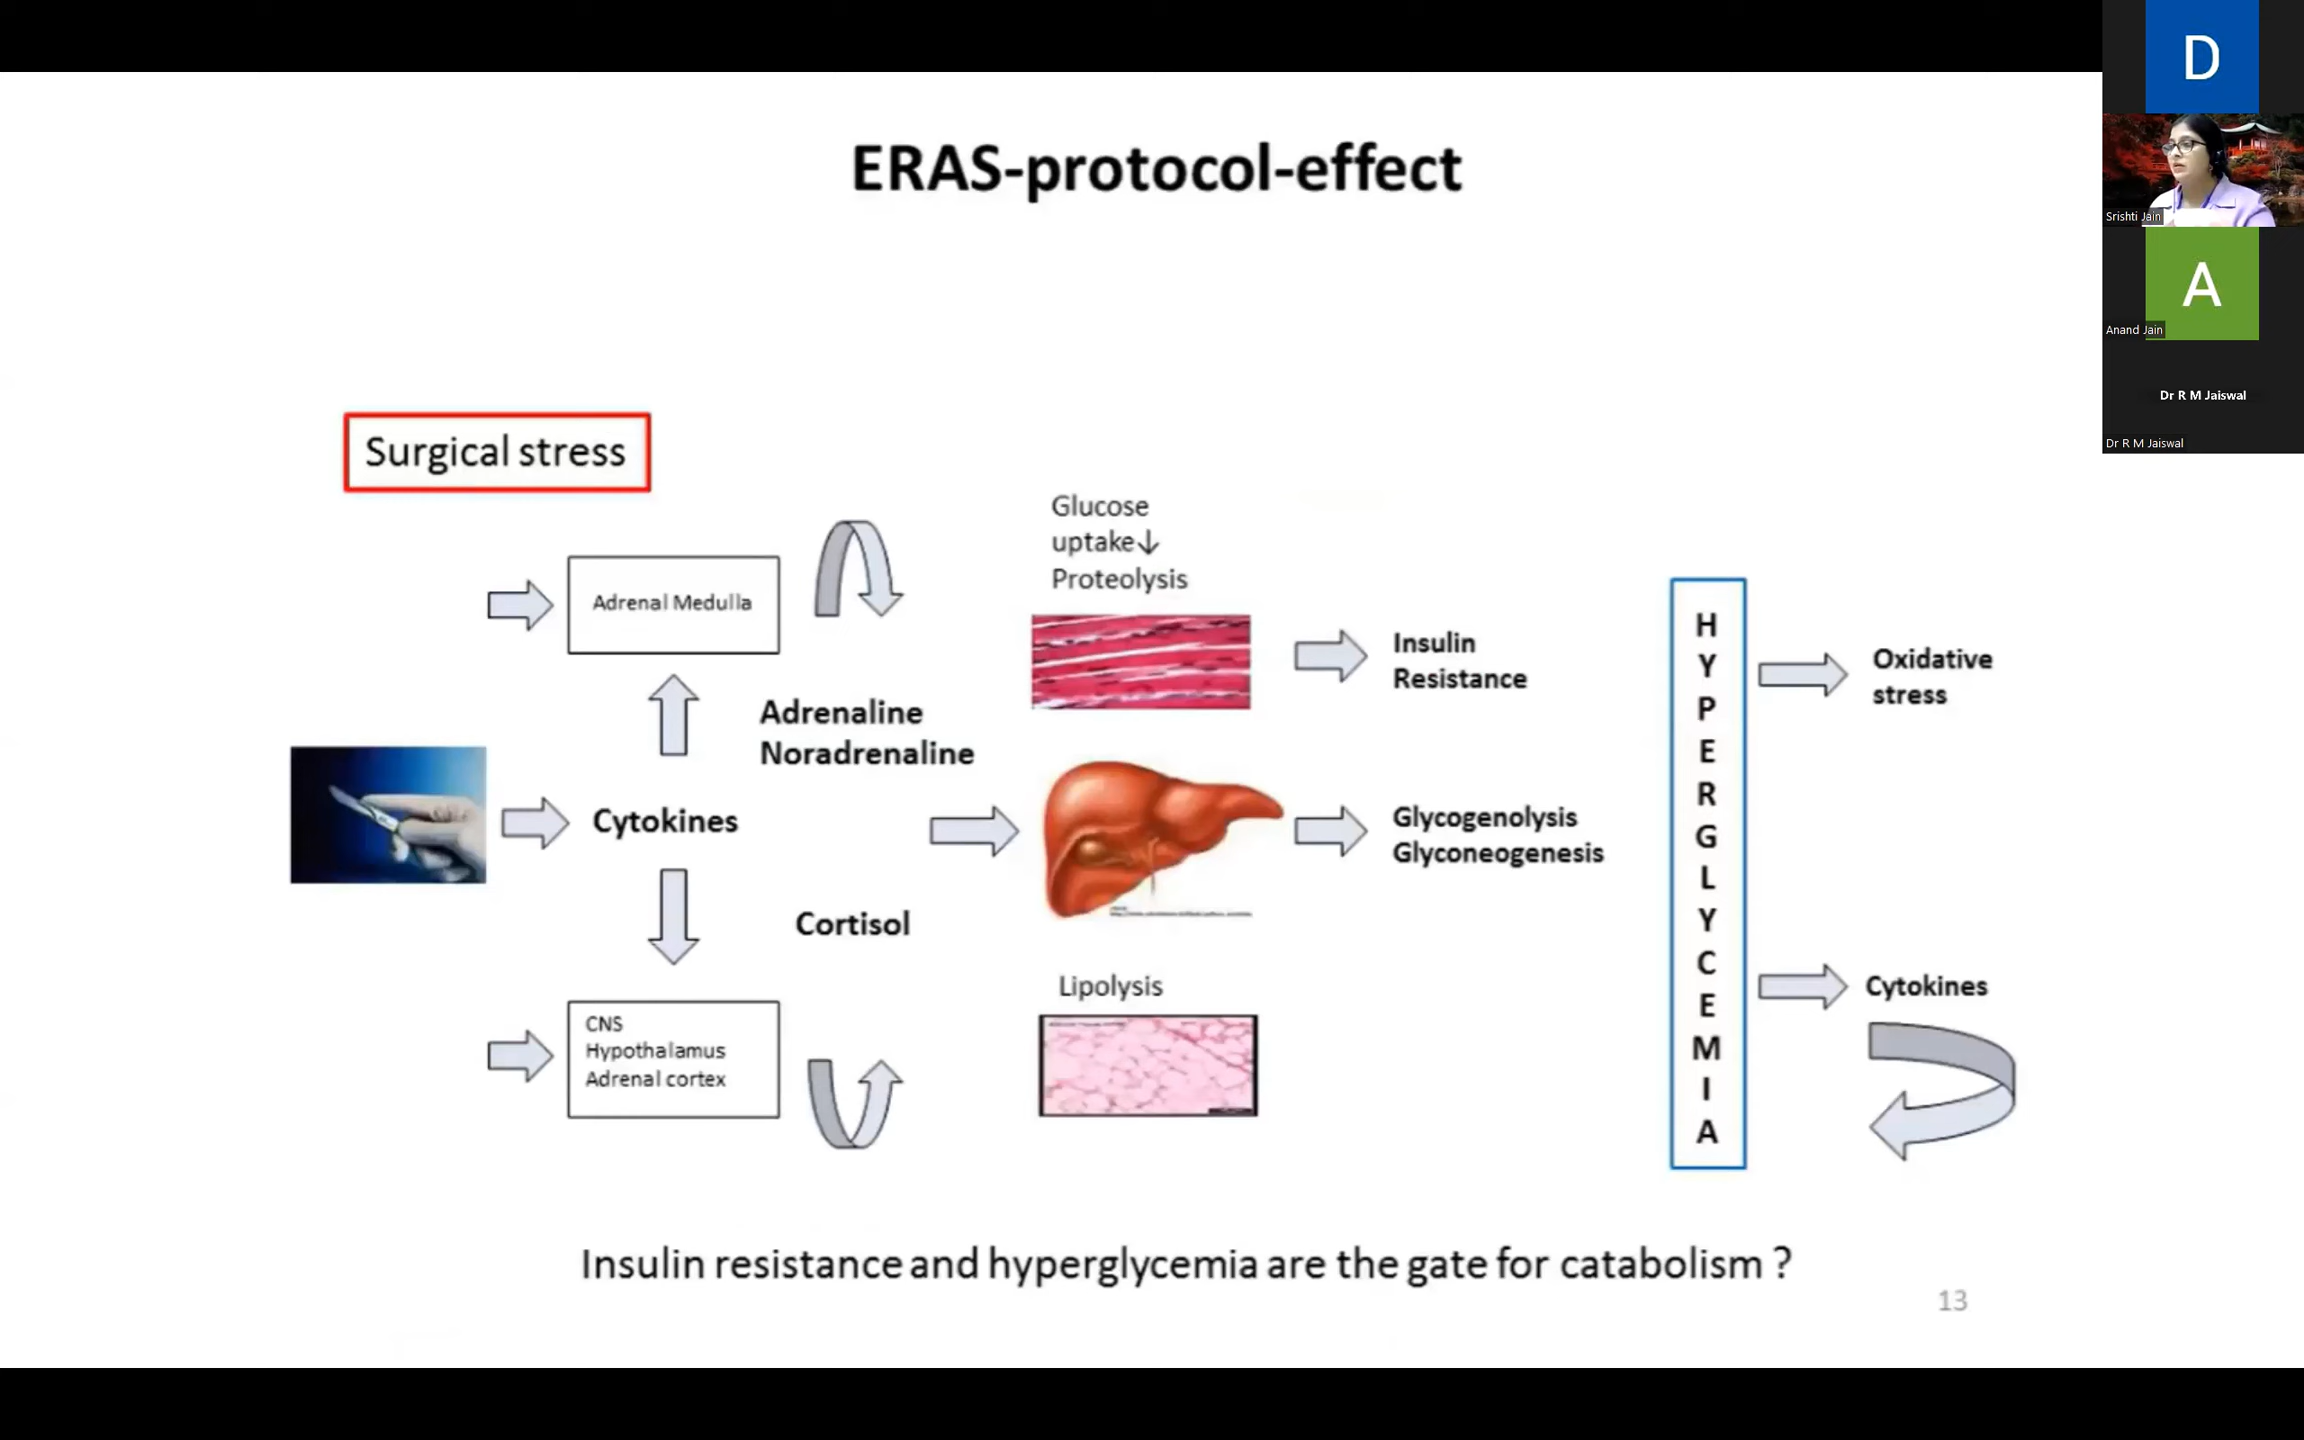 ERAS-protocol-effect
Surgical stress
Adrenal Medulla
Adrenaline
Noradrenaline
Cytokines
Cortisol
CNS
Hypothalamus
Adrenal cortex
Glucose
uptake↓
Proteolysis
Insulin
Resistance
Glycogenolysis
Glyconeogenesis
Lipolysis
H
Y
P
E
R
G
L
Y
C
E
M
I
A
Oxidative
stress
Cytokines
Insulin resistance and hyperglycemia are the gate for catabolism ?
13
D
Srishti Jain
A
Anand Jain
Dr R M Jaiswal
Dr R M Jaiswal